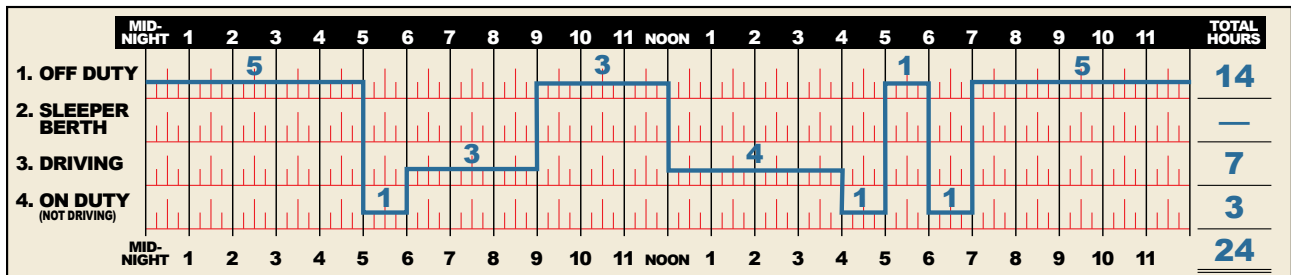 MID-NIGHT 1 2 3 4 5 6 7 8 9 10 11 NOON 1 2 3 4 5 6 7 8 9 10 11 TOTAL HOURS
1. OFF DUTY 5 3 1 5 14
2. SLEEPER BERTH —
3. DRIVING 3 4 7
4. ON DUTY (NOT DRIVING) 1 1 1 3
MID-NIGHT 1 2 3 4 5 6 7 8 9 10 11 NOON 1 2 3 4 5 6 7 8 9 10 11 24